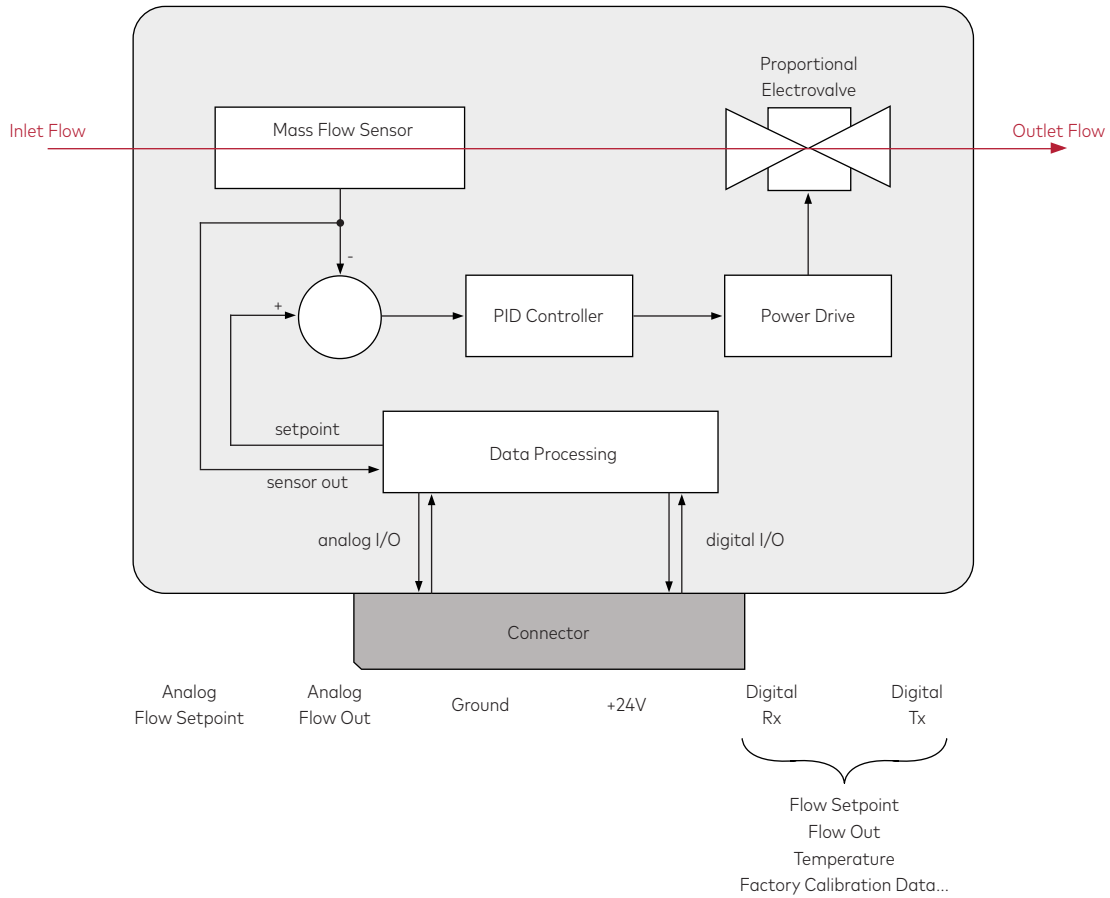 Proportional
Electrovalve
Inlet Flow
Mass Flow Sensor
Outlet Flow
-
+
PID Controller
Power Drive
setpoint
Data Processing
sensor out
analog I/O
digital I/O
Connector
Analog
Flow Setpoint
Analog
Flow Out
Ground
+24V
Digital
Rx
Digital
Tx
Flow Setpoint
Flow Out
Temperature
Factory Calibration Data...